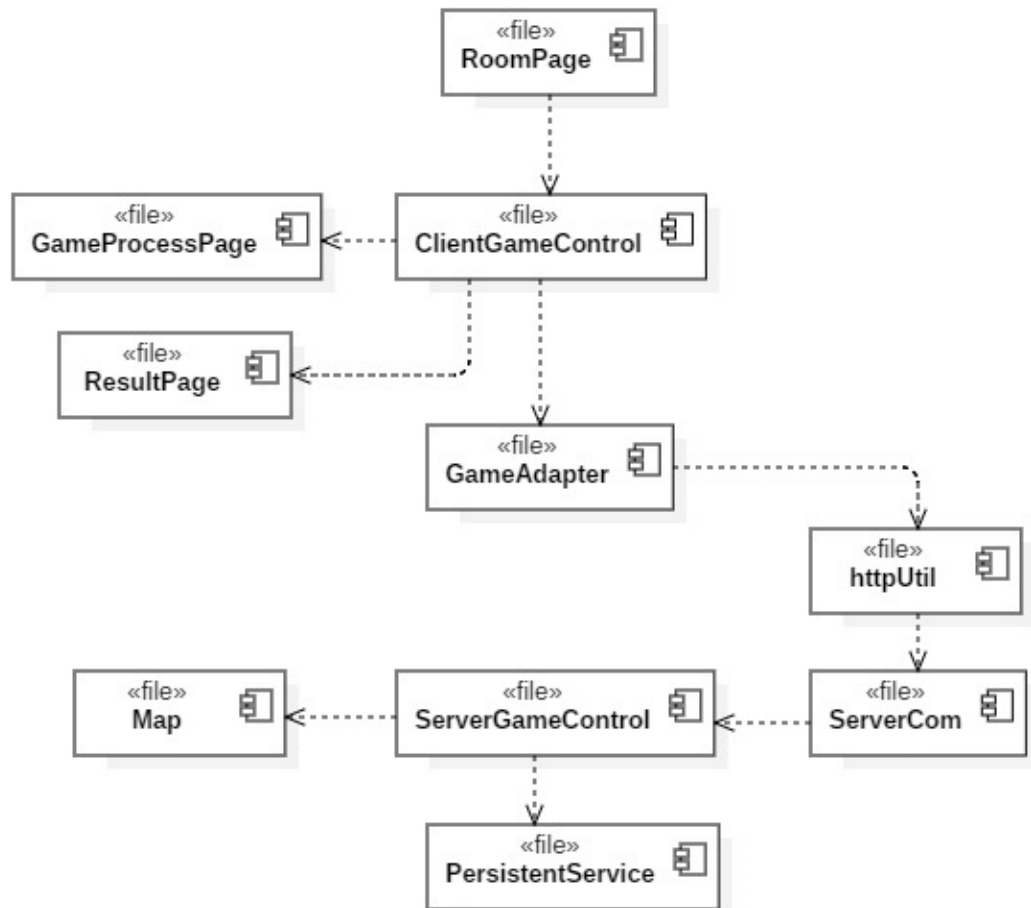 «file»
RoomPage
«file»
GameProcessPage
«file»
ClientGameControl
«file»
ResultPage
«file»
GameAdapter
«file»
httpUtil
«file»
Map
«file»
ServerGameControl
«file»
ServerCom
«file»
PersistentService